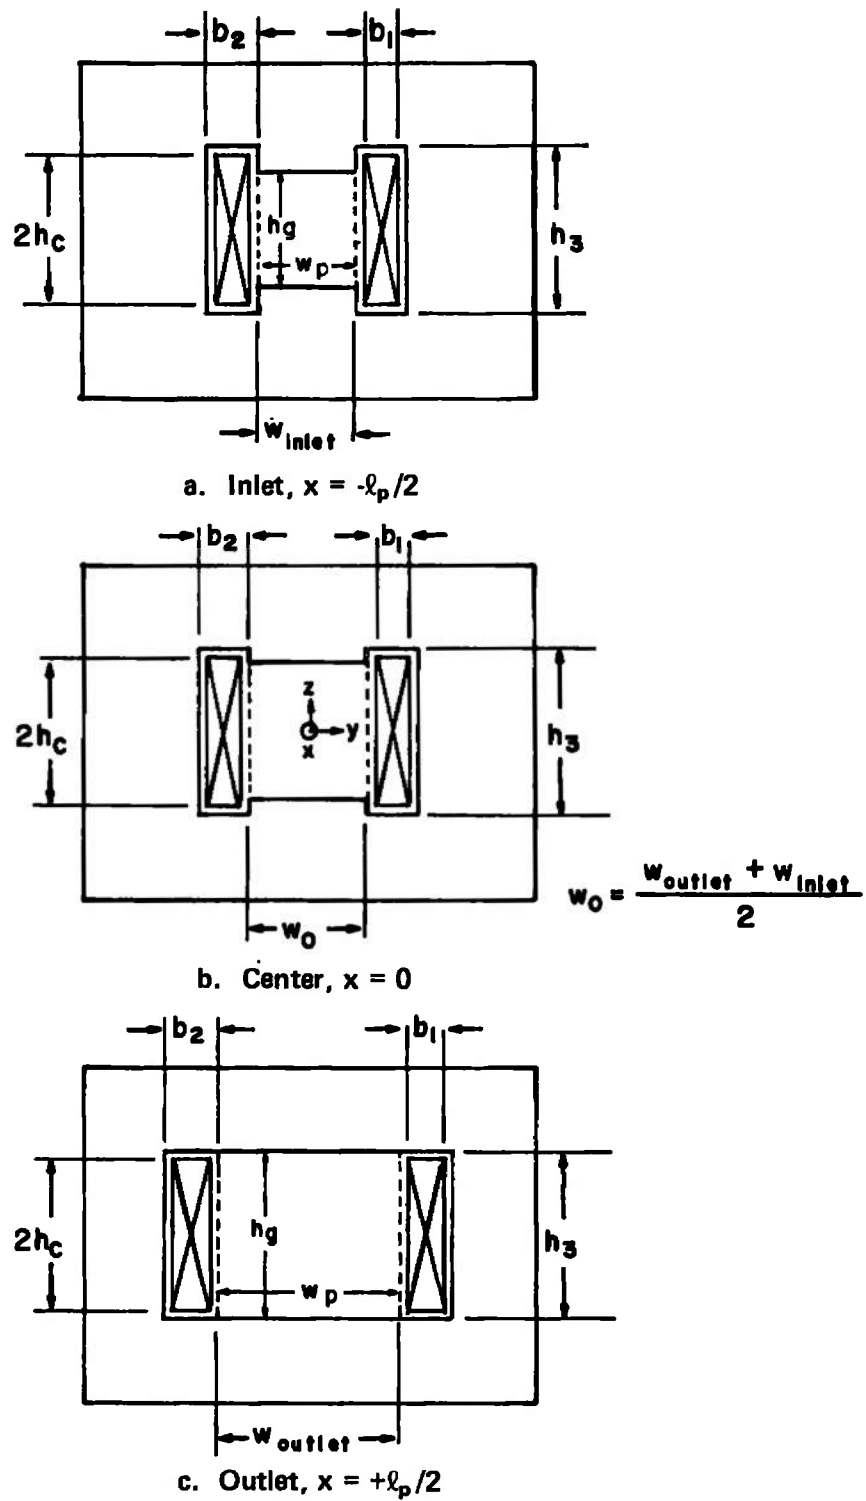 b₂ b₁
2hc hg h₃
wp
winlet
a. Inlet, x = -ℓp/2
b₂ b₁
z
2hc y h₃
x
w₀
w₀ = (woutlet + winlet) / 2
b. Center, x = 0
b₂ b₁
2hc hg h₃
wp
woutlet
c. Outlet, x = +ℓp/2